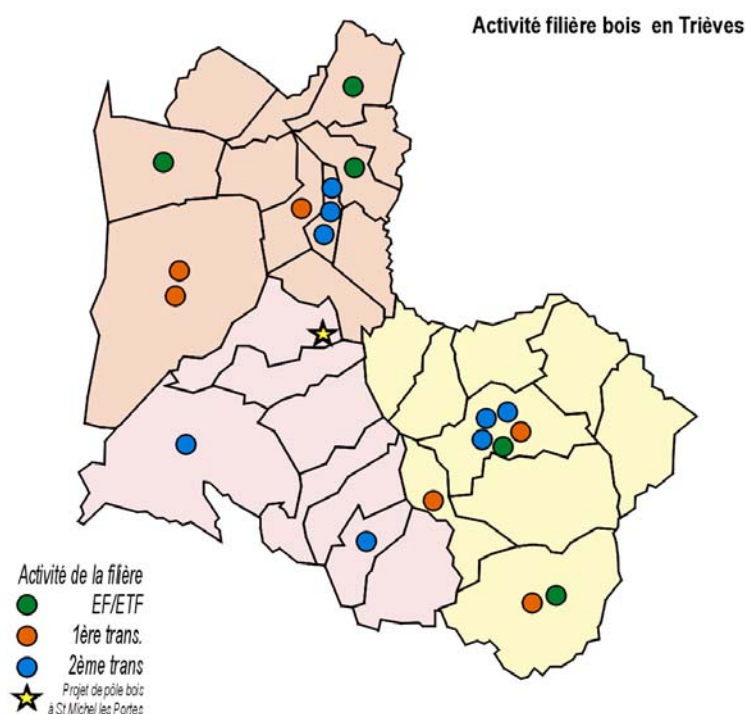 Activité filière bois en Trièves
Activité de la filière
EF/ETF
1ère trans.
2ème trans
Projet de pôle bois
à St Michel les Portes